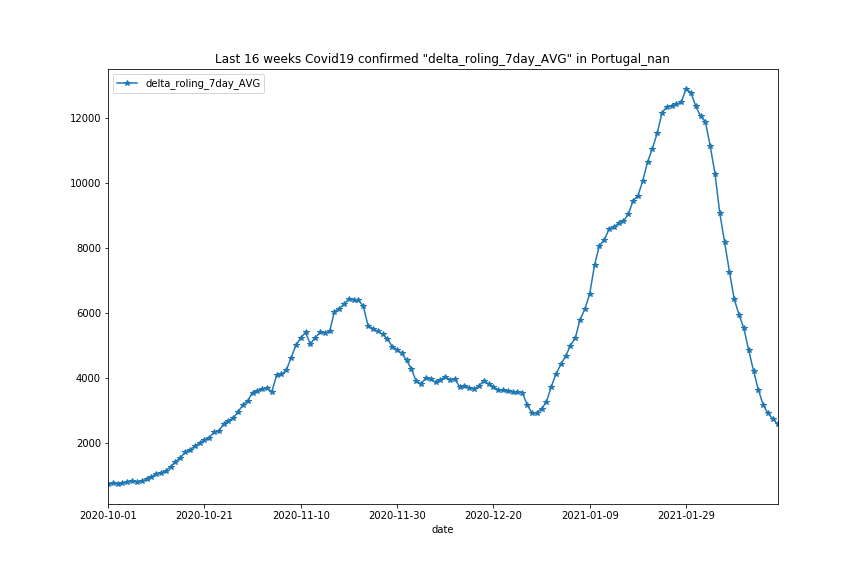 Last 16 weeks Covid19 confirmed "delta_roling_7day_AVG" in Portugal_nan
delta_roling_7day_AVG
12000
10000
8000
6000
4000
2000
2020-10-01 2020-10-21 2020-11-10 2020-11-30 2020-12-20 2021-01-09 2021-01-29
date